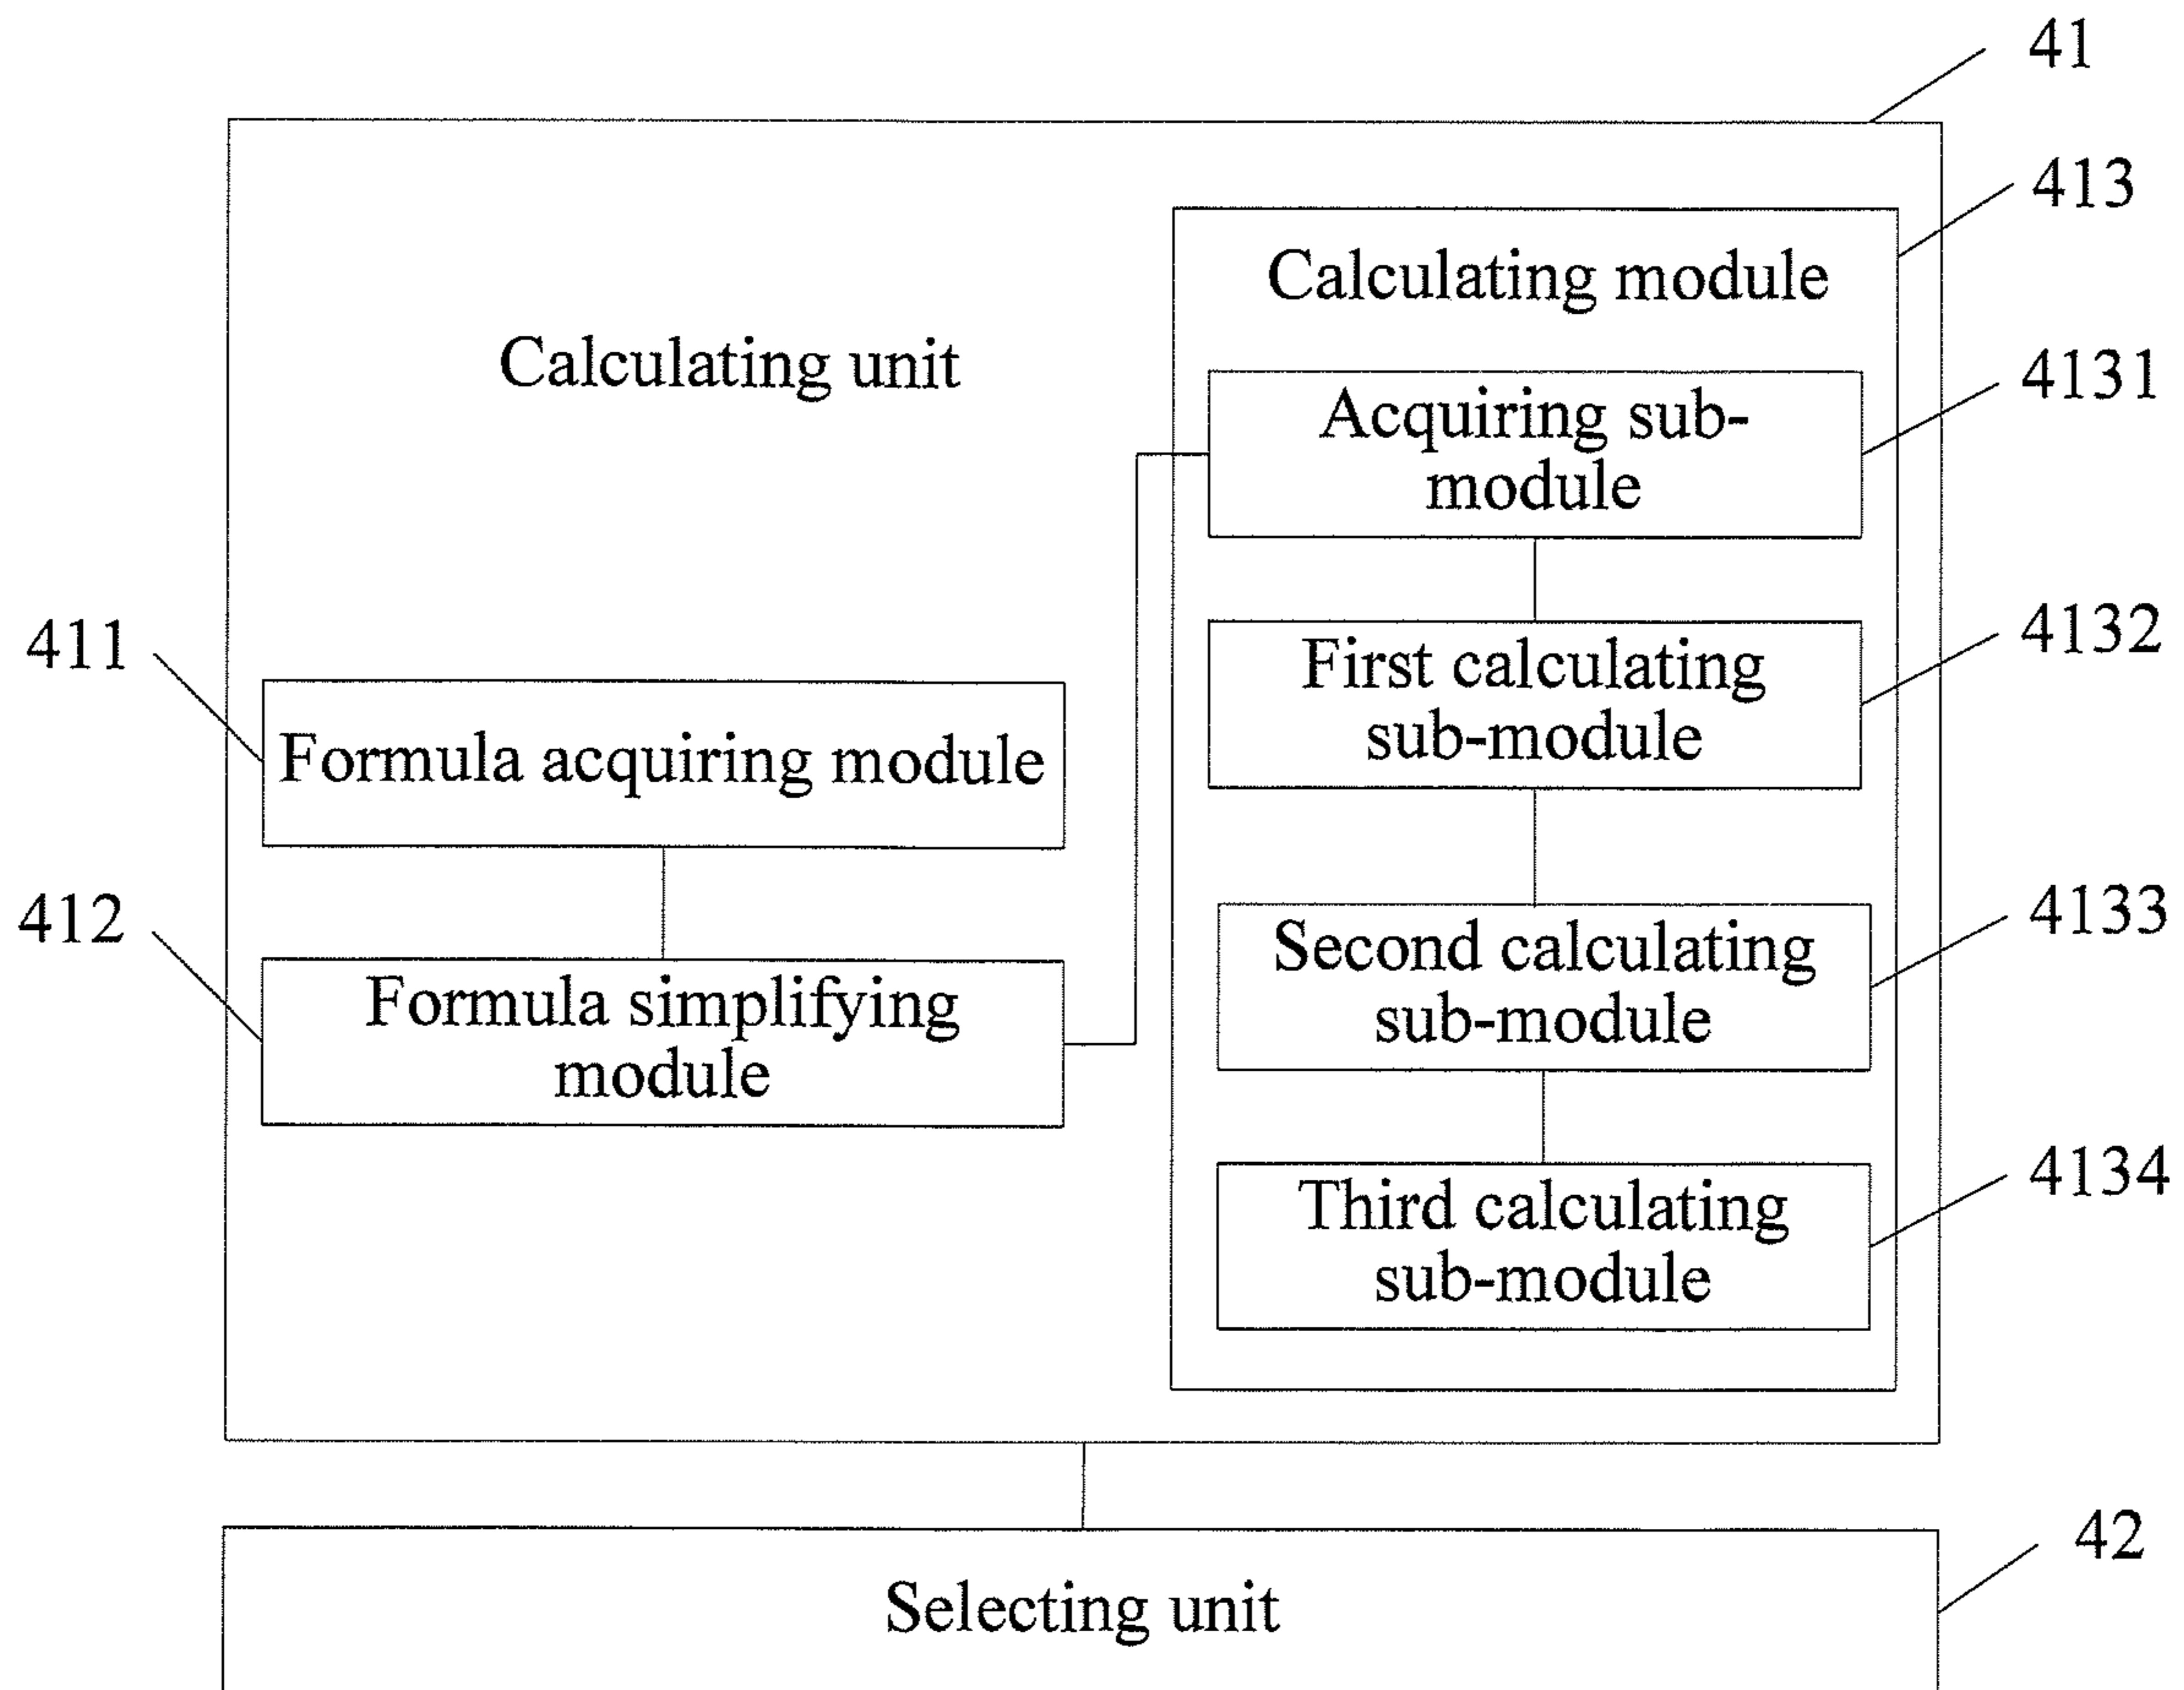 41
413
Calculating module
Calculating unit
4131
Acquiring sub-
module
4132
First calculating
sub-module
411
Formula acquiring module
4133
Second calculating
sub-module
412
Formula simplifying
module
4134
Third calculating
sub-module
42
Selecting unit